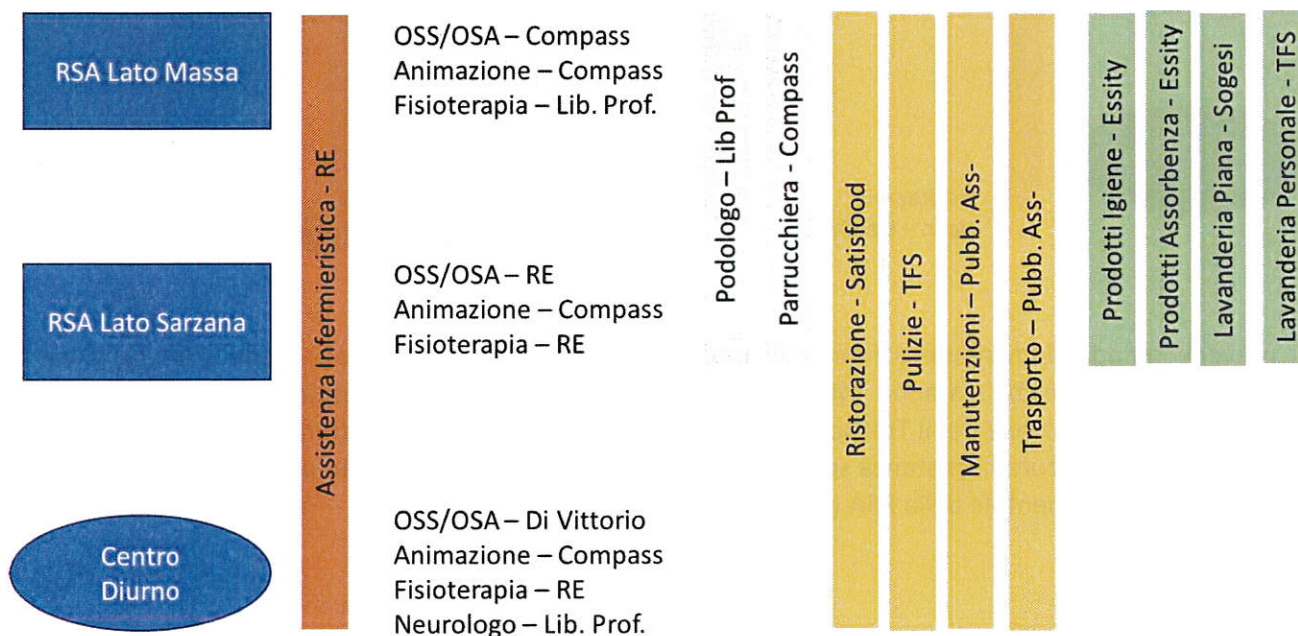 RSA Lato Massa
Assistenza Infermieristica - RE
OSS/OSA – Compass
Animazione – Compass
Fisioterapia – Lib. Prof.
RSA Lato Sarzana
OSS/OSA – RE
Animazione – Compass
Fisioterapia – RE
Centro
Diurno
OSS/OSA – Di Vittorio
Animazione – Compass
Fisioterapia – RE
Neurologo – Lib. Prof.
Podologo – Lib Prof
Parrucchiera - Compass
Ristorazione - Satisfood
Pulizie - TFS
Manutenzioni – Pubb. Ass-
Trasporto – Pubb. Ass-
Prodotti Igiene - Essity
Prodotti Assorbenza - Essity
Lavanderia Piana - Sogesi
Lavanderia Personale - TFS